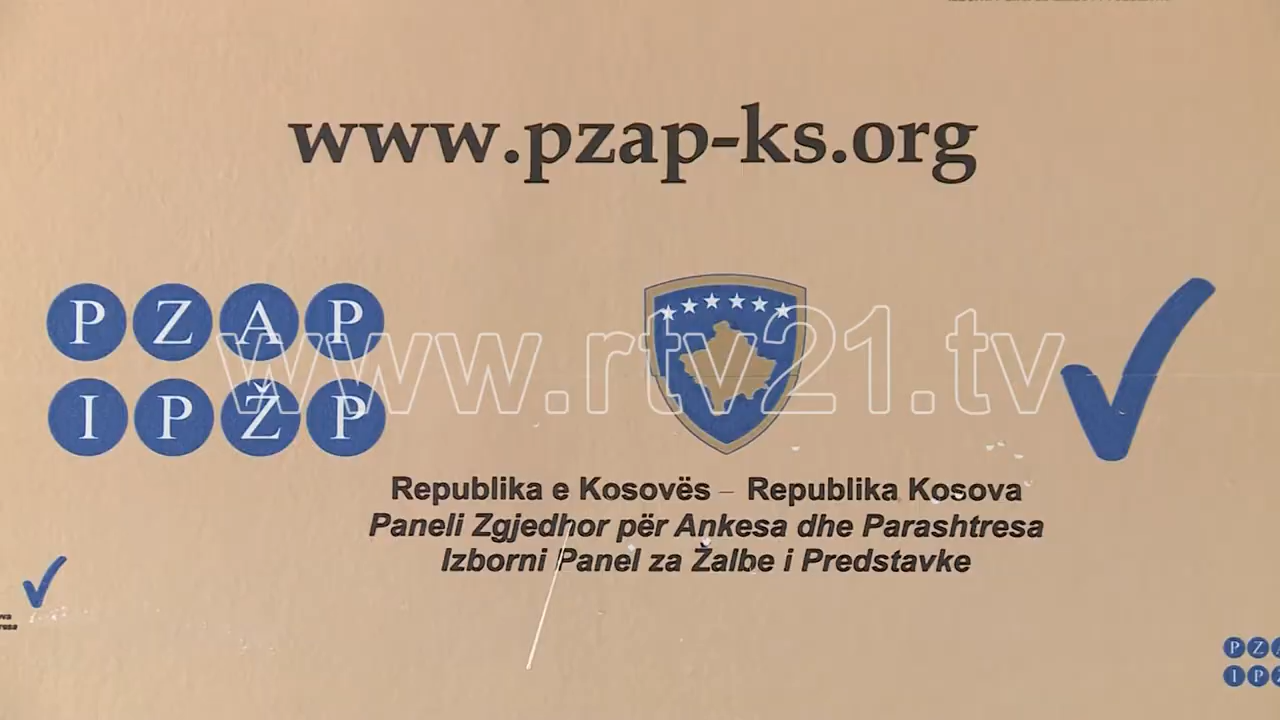 www.pzap-ks.org
P Z A P
I P Ž P
www.rtv21.tv
Republika e Kosovës – Republika Kosova
Paneli Zgjedhor për Ankesa dhe Parashtresa
Izborni Panel za Žalbe i Predstavke
P Z
I P